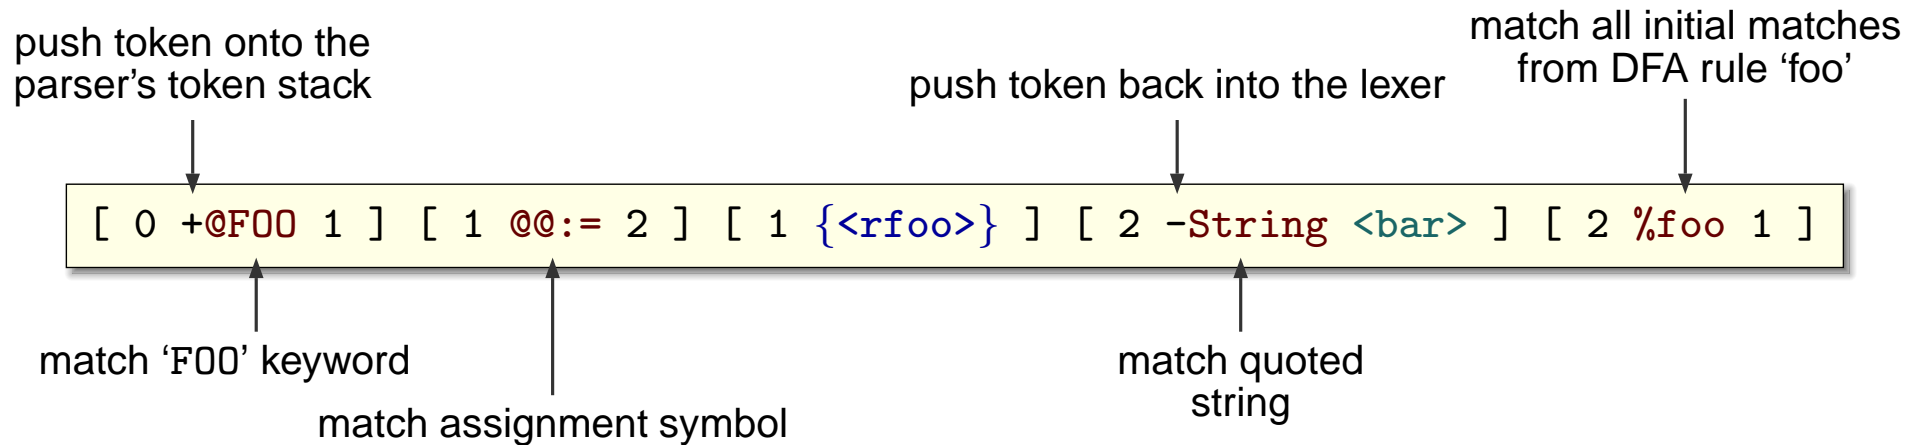 push token onto the
parser’s token stack
push token back into the lexer
match all initial matches
from DFA rule ‘foo’
[ 0 +@FOO 1 ] [ 1 @@:= 2 ] [ 1 {<rfoo>} ] [ 2 -String <bar> ] [ 2 %foo 1 ]
match ‘FOO’ keyword
match assignment symbol
match quoted
string